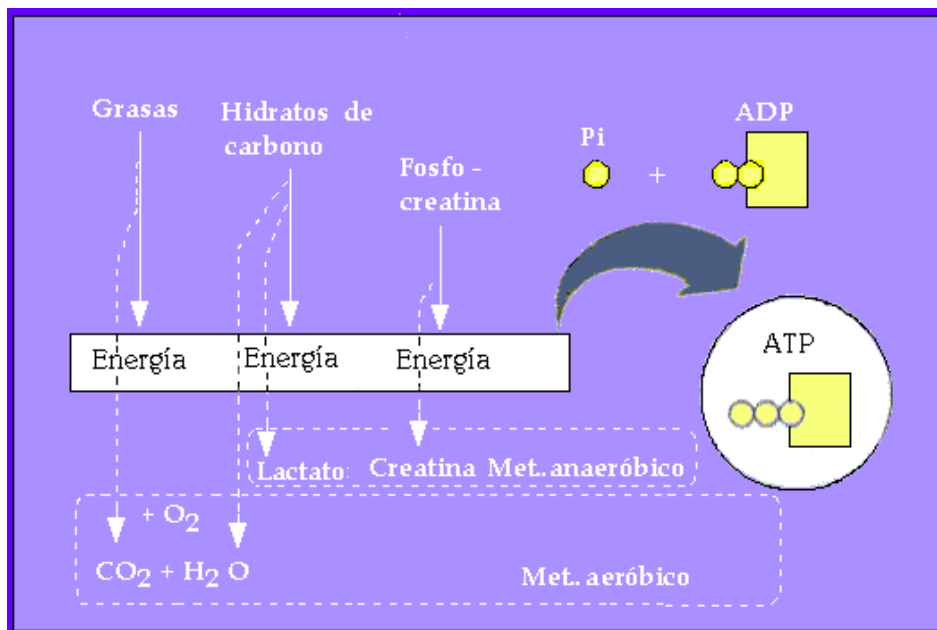 Grasas
Hidratos de
carbono
Fosfo -
creatina
Pi
+
ADP
Energía
Energía
Energía
ATP
Lactato:
Creatina Met..anaeróbico
+ O2
CO2 + H2 O
Met.. aeróbico